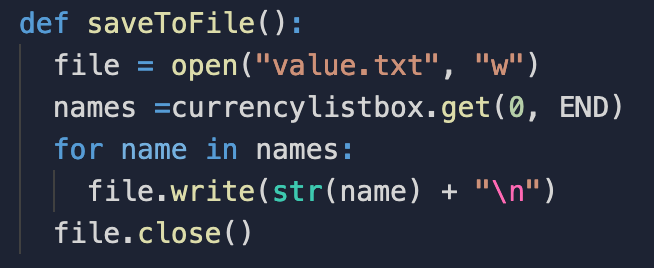 def saveToFile():
  file = open("value.txt", "w")
  names =currencylistbox.get(0, END)
  for name in names:
    file.write(str(name) + "\n")
  file.close()